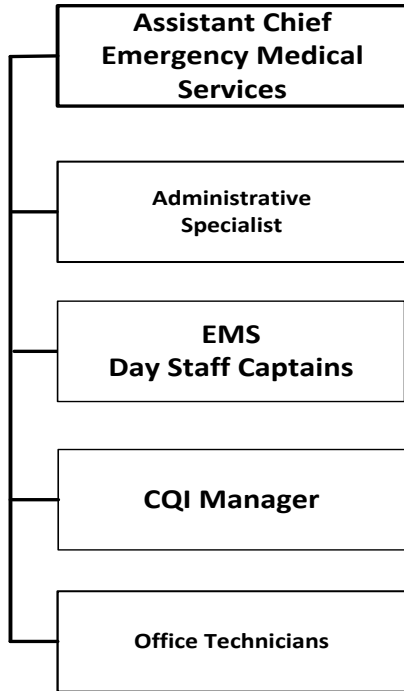 Assistant Chief
Emergency Medical
Services
Administrative
Specialist
EMS
Day Staff Captains
CQI Manager
Office Technicians